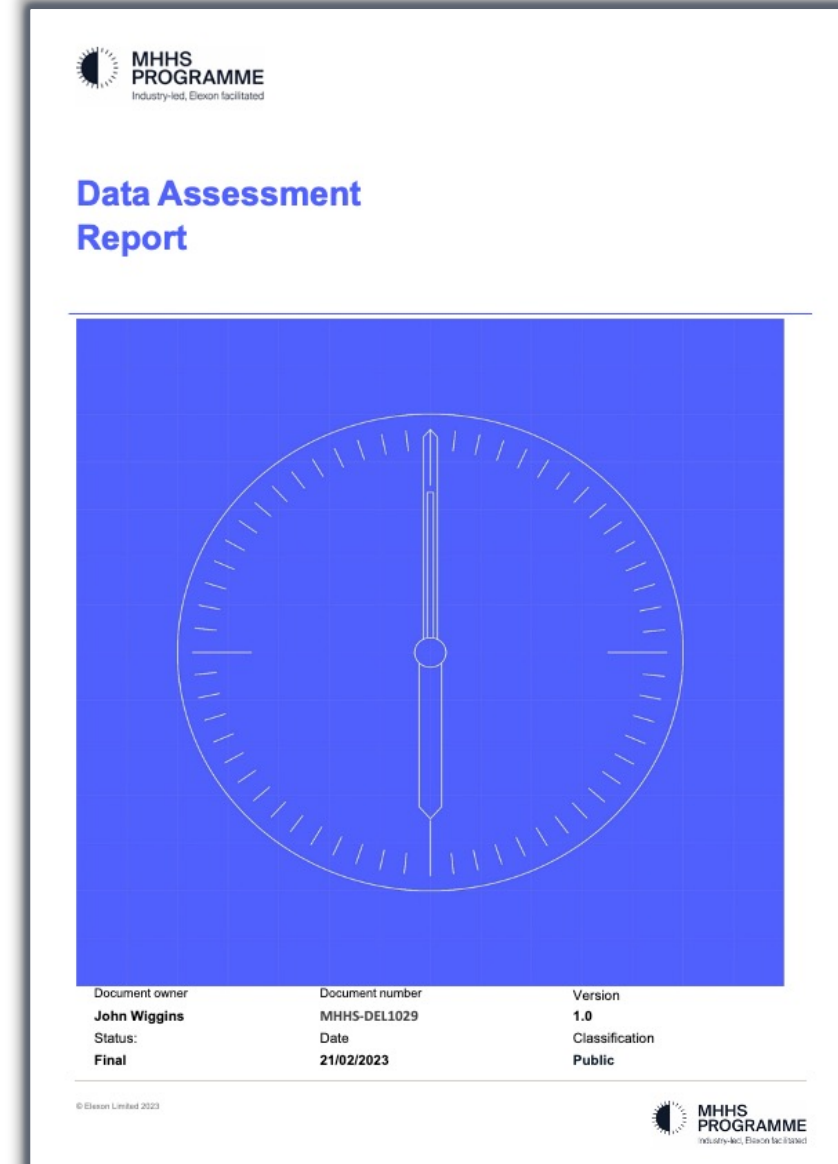 MHHS
PROGRAMME
Industry-led, Elexon facilitated
Data Assessment
Report
Document owner Document number Version
John Wiggins MHHS-DEL1029 1.0
Status: Date Classification
Final 21/02/2023 Public
© Elexon Limited 2023
MHHS
PROGRAMME
Industry-led, Elexon facilitated